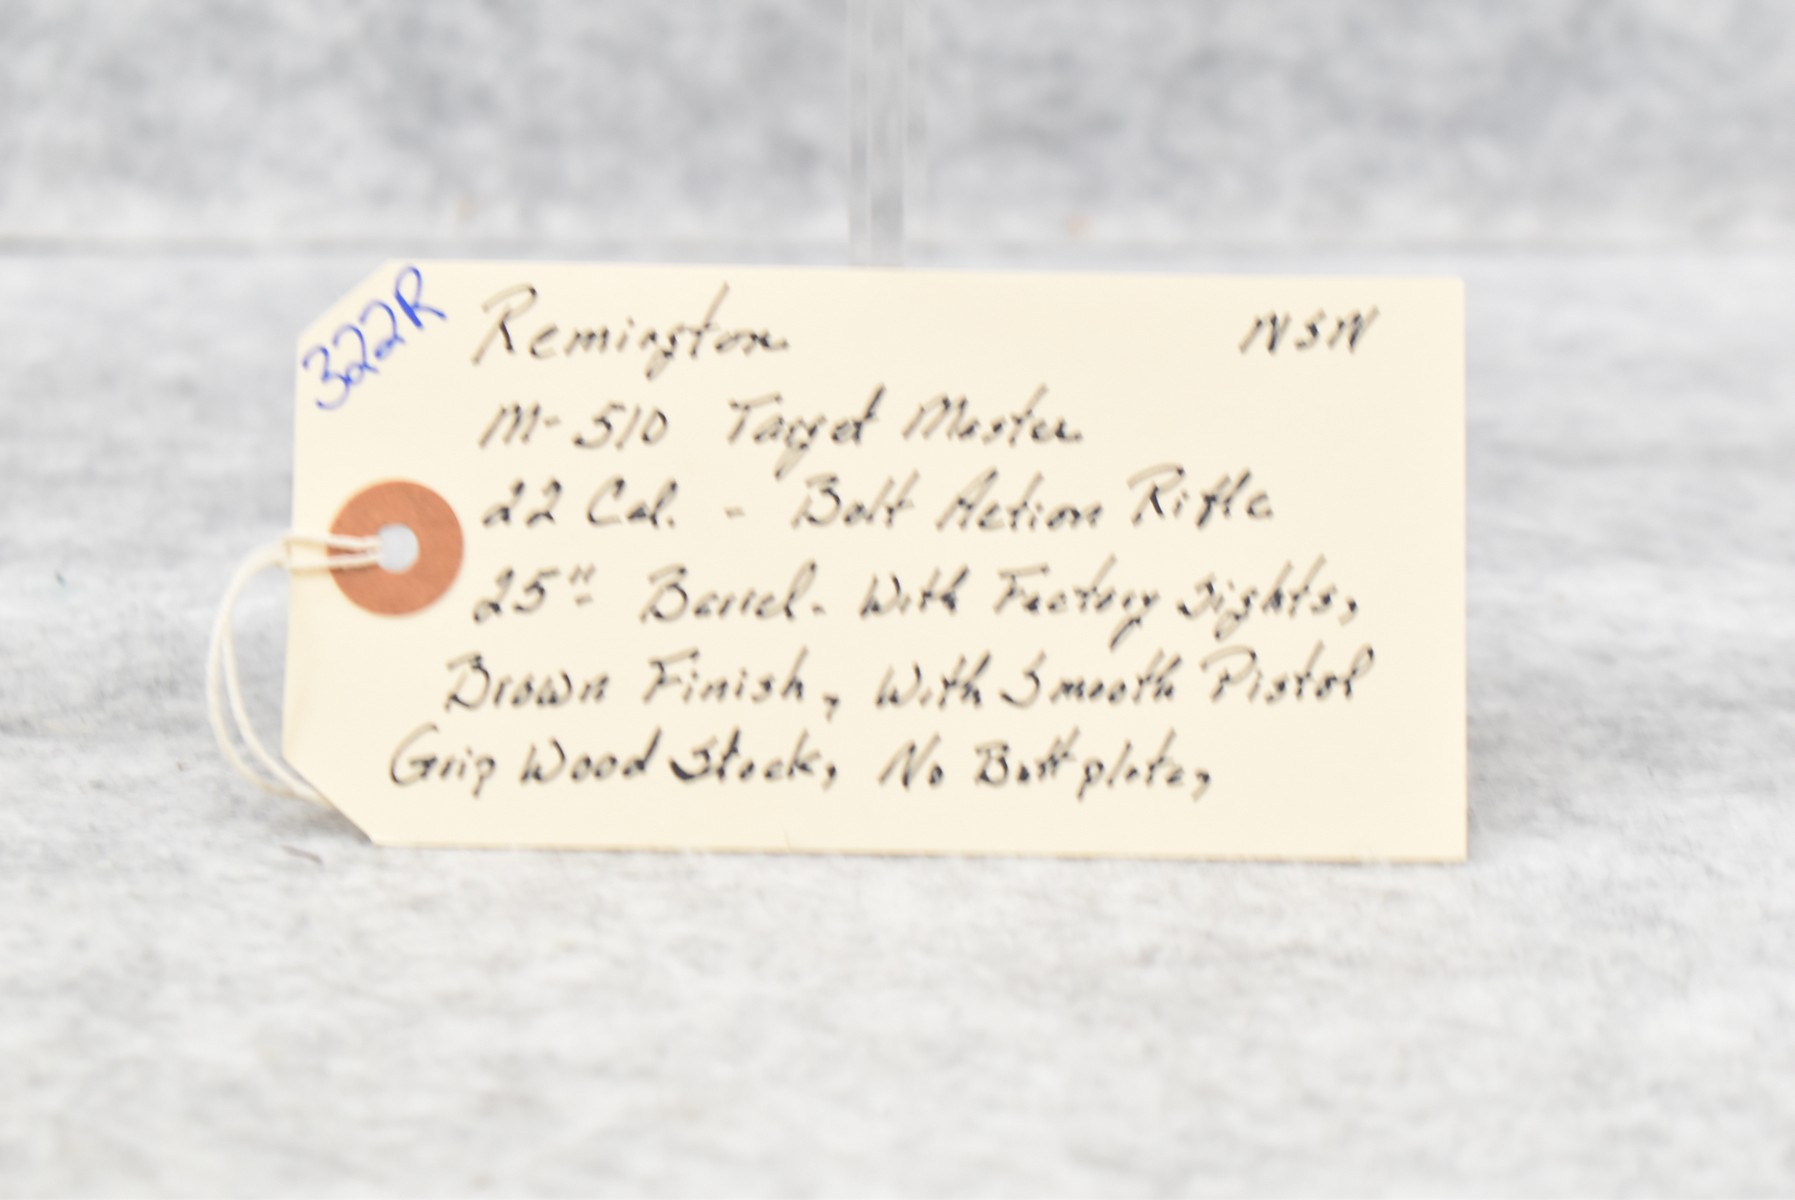 322R
Remington NSN
M-510 Target Master
22 Cal. - Bolt Action Rifle
25" Barrel - With Factory Sights,
Brown Finish, With Smooth Pistol
Grip Wood Stock, No Buttplate,